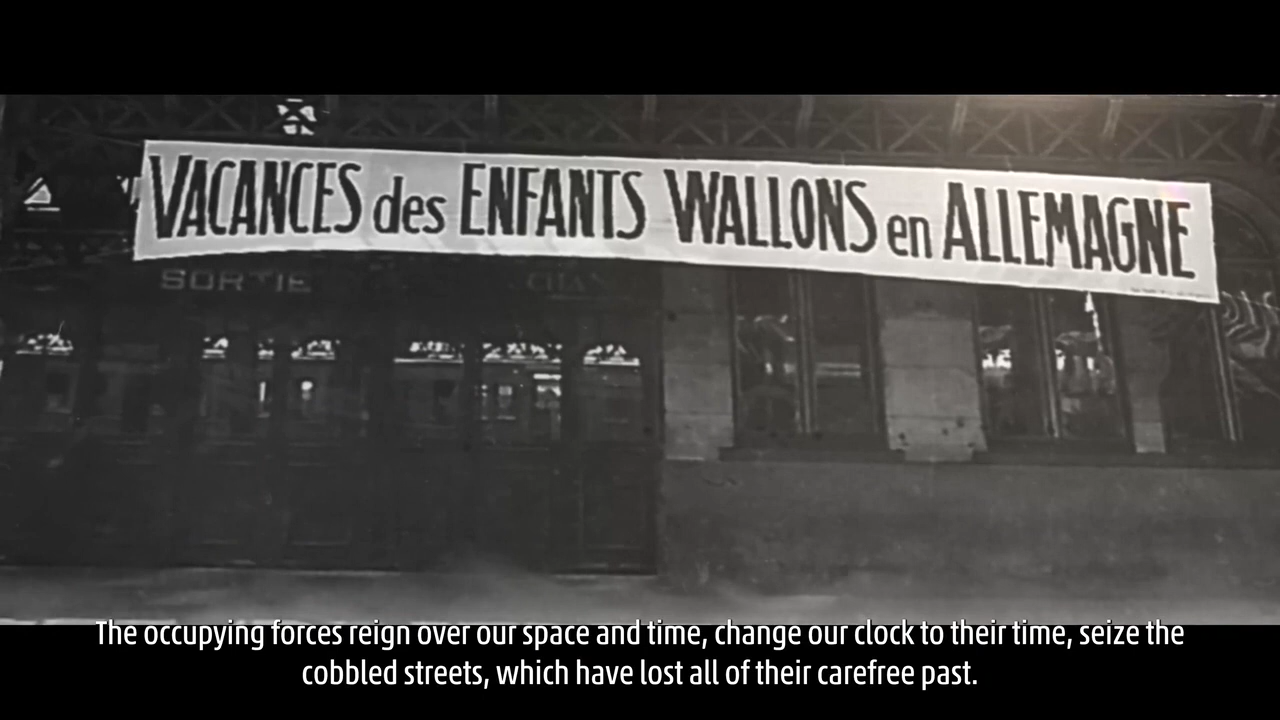 VACANCES des ENFANTS WALLONS en ALLEMAGNE
SORTIE
The occupying forces reign over our space and time, change our clock to their time, seize the
cobbled streets, which have lost all of their carefree past.